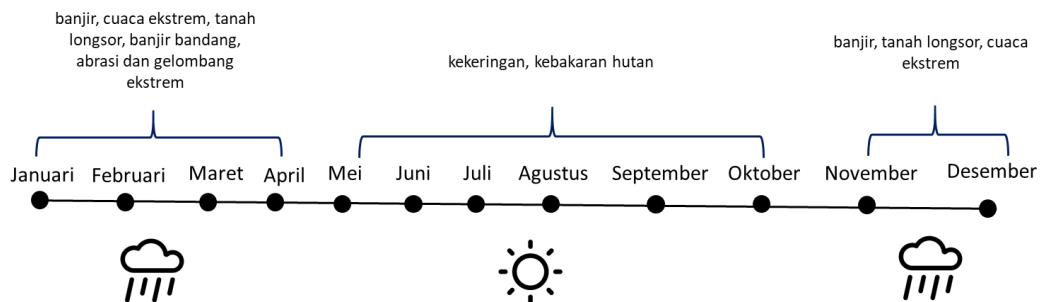 banjir, cuaca ekstrem, tanah
longsor, banjir bandang,
abrasi dan gelombang
ekstrem
kekeringan, kebakaran hutan
banjir, tanah longsor, cuaca
ekstrem
Januari Februari Maret April Mei Juni Juli Agustus September Oktober November Desember